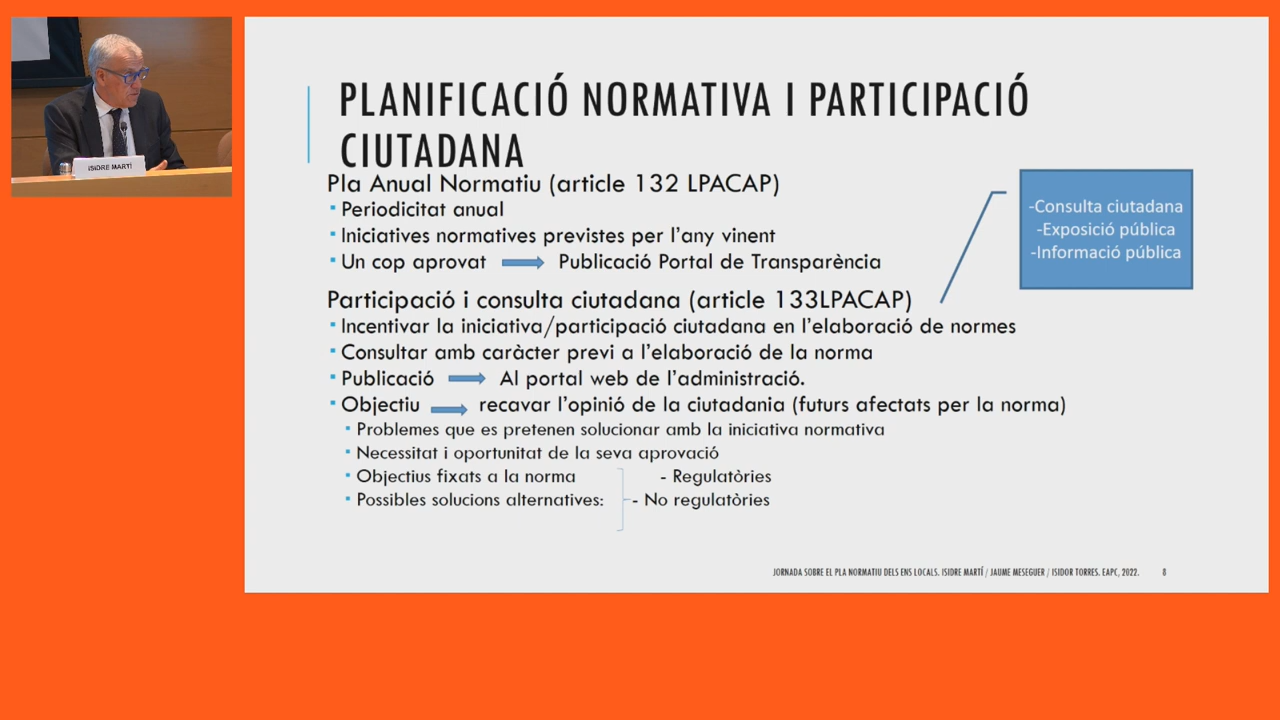 ISIDRE MARTÍ
PLANIFICACIÓ NORMATIVA I PARTICIPACIÓ
CIUTADANA
Pla Anual Normatiu (article 132 LPACAP)
Periodicitat anual
Iniciatives normatives previstes per l'any vinent
Un cop aprovat Publicació Portal de Transparència
-Consulta ciutadana
-Exposició pública
-Informació pública
Participació i consulta ciutadana (article 133LPACAP)
Incentivar la iniciativa/participació ciutadana en l'elaboració de normes
Consultar amb caràcter previ a l'elaboració de la norma
Publicació Al portal web de l'administració.
Objectiu recavar l'opinió de la ciutadania (futurs afectats per la norma)
Problemes que es pretenen solucionar amb la iniciativa normativa
Necessitat i oportunitat de la seva aprovació
Objectius fixats a la norma - Regulatòries
Possibles solucions alternatives: - No regulatòries
JORNADA SOBRE EL PLA NORMATIU DELS ENS LOCALS. ISIDRE MARTÍ / JAUME MESEGUER / ISIDOR TORRES. EAPC, 2022. 8